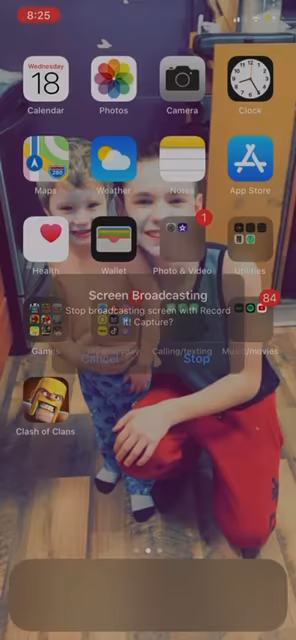 8:25
Wednesday
18
Calendar
Photos
Camera
Clock
280
Maps
Weather
Notes
App Store
1
Health
Wallet
Photo & Video
Utilities
84
Screen Broadcasting
Stop broadcasting screen with Record
It! Capture?
Games
Calling/texting
Music/movies
Cancel
Stop
Clash of Clans